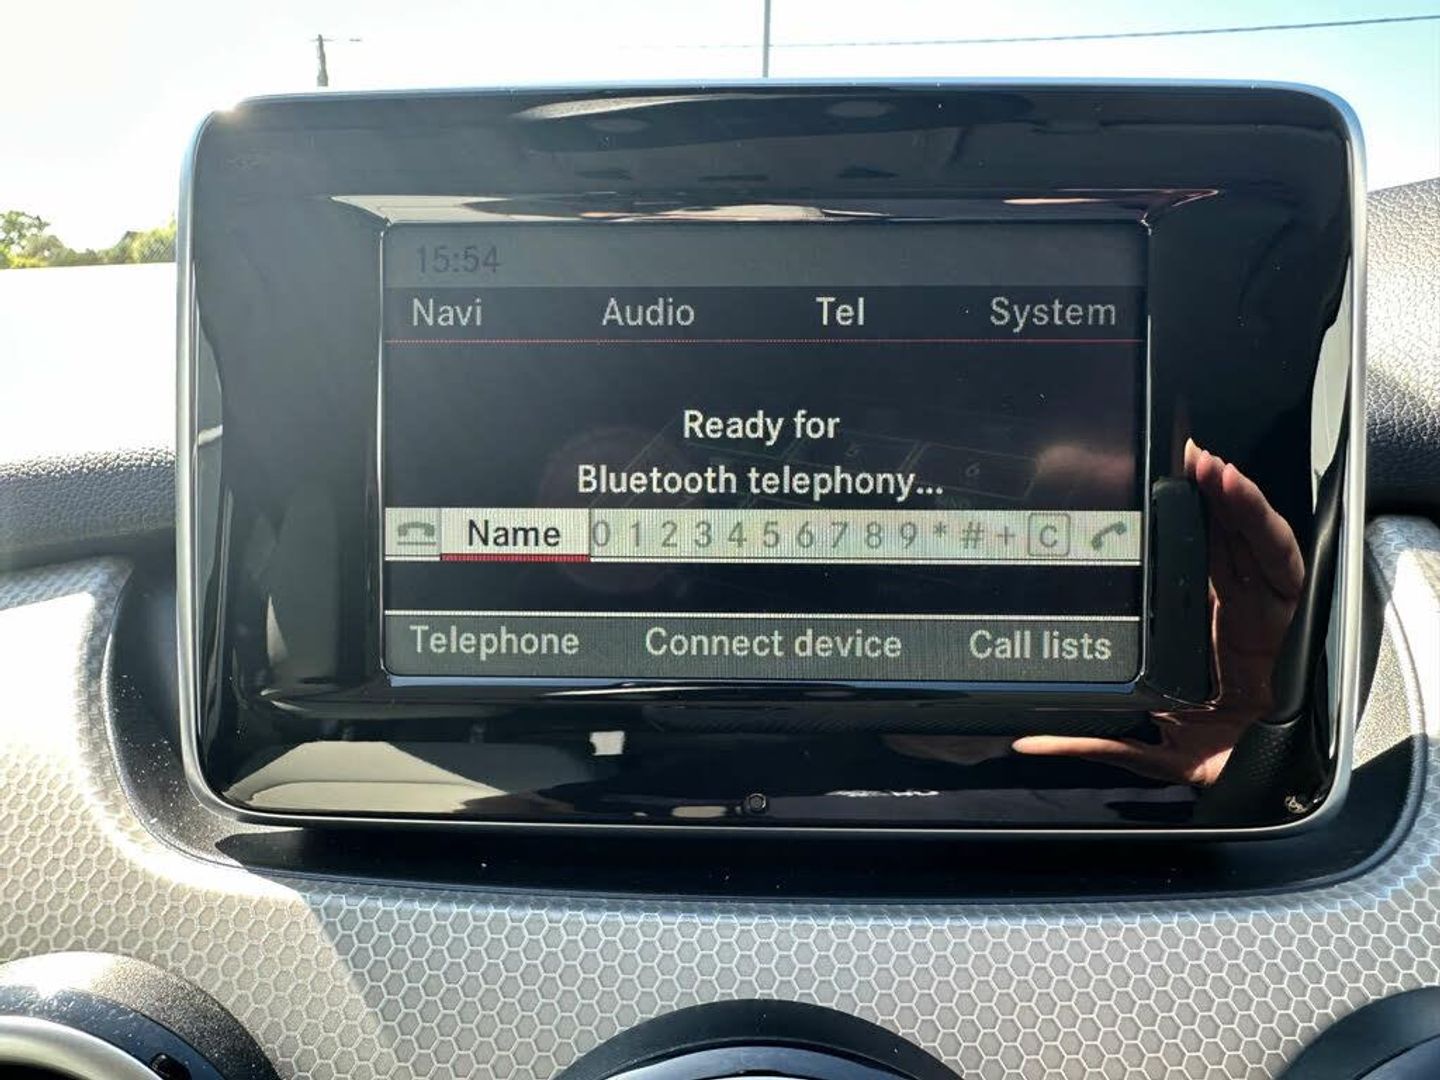 15:54
Navi Audio Tel System
Ready for
Bluetooth telephony...
Name 0 1 2 3 4 5 6 7 8 9 * # + C
Telephone Connect device Call lists